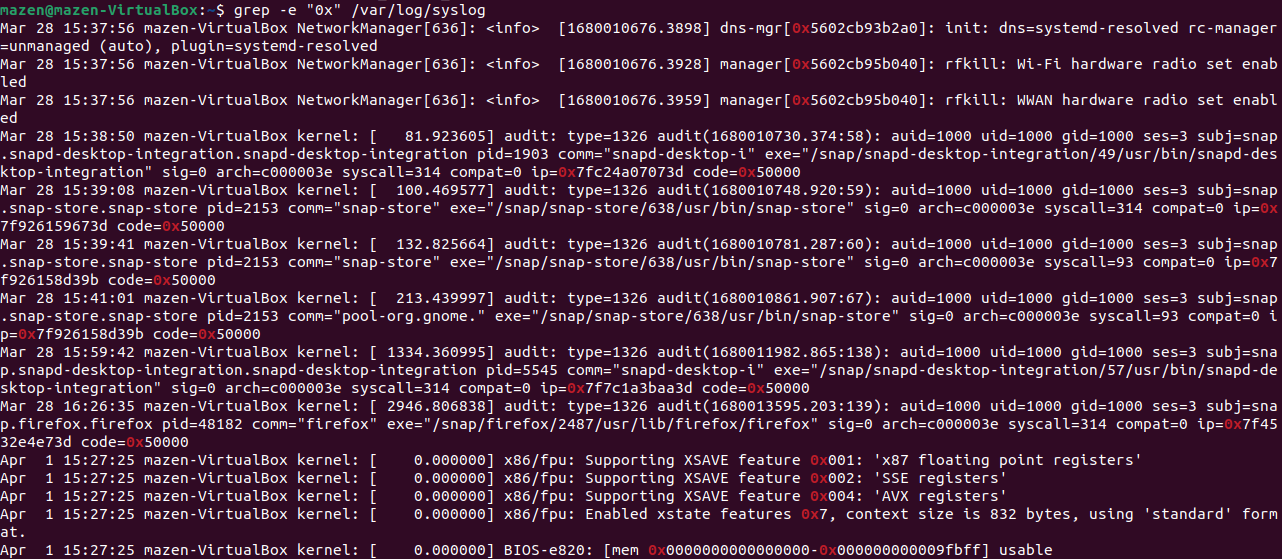 mazen@mazen-VirtualBox:~$ grep -e "0x" /var/log/syslog
Mar 28 15:37:56 mazen-VirtualBox NetworkManager[636]: <info>  [1680010676.3898] dns-mgr[0x5602cb93b2a0]: init: dns=systemd-resolved rc-manager
=unmanaged (auto), plugin=systemd-resolved
Mar 28 15:37:56 mazen-VirtualBox NetworkManager[636]: <info>  [1680010676.3928] manager[0x5602cb95b040]: rfkill: Wi-Fi hardware radio set enab
led
Mar 28 15:37:56 mazen-VirtualBox NetworkManager[636]: <info>  [1680010676.3959] manager[0x5602cb95b040]: rfkill: WWAN hardware radio set enabl
ed
Mar 28 15:38:50 mazen-VirtualBox kernel: [   81.923605] audit: type=1326 audit(1680010730.374:58): auid=1000 uid=1000 gid=1000 ses=3 subj=snap
.snapd-desktop-integration.snapd-desktop-integration pid=1903 comm="snapd-desktop-i" exe="/snap/snapd-desktop-integration/49/usr/bin/snapd-des
ktop-integration" sig=0 arch=c000003e syscall=314 compat=0 ip=0x7fc24a07073d code=0x50000
Mar 28 15:39:08 mazen-VirtualBox kernel: [  100.469577] audit: type=1326 audit(1680010748.920:59): auid=1000 uid=1000 gid=1000 ses=3 subj=snap
.snap-store.snap-store pid=2153 comm="snap-store" exe="/snap/snap-store/638/usr/bin/snap-store" sig=0 arch=c000003e syscall=314 compat=0 ip=0x
7f926159673d code=0x50000
Mar 28 15:39:41 mazen-VirtualBox kernel: [  132.825664] audit: type=1326 audit(1680010781.287:60): auid=1000 uid=1000 gid=1000 ses=3 subj=snap
.snap-store.snap-store pid=2153 comm="snap-store" exe="/snap/snap-store/638/usr/bin/snap-store" sig=0 arch=c000003e syscall=93 compat=0 ip=0x7
f926158d39b code=0x50000
Mar 28 15:41:01 mazen-VirtualBox kernel: [  213.439997] audit: type=1326 audit(1680010861.907:67): auid=1000 uid=1000 gid=1000 ses=3 subj=snap
.snap-store.snap-store pid=2153 comm="pool-org.gnome." exe="/snap/snap-store/638/usr/bin/snap-store" sig=0 arch=c000003e syscall=93 compat=0 i
p=0x7f926158d39b code=0x50000
Mar 28 15:59:42 mazen-VirtualBox kernel: [ 1334.360995] audit: type=1326 audit(1680011982.865:138): auid=1000 uid=1000 gid=1000 ses=3 subj=sna
p.snapd-desktop-integration.snapd-desktop-integration pid=5545 comm="snapd-desktop-i" exe="/snap/snapd-desktop-integration/57/usr/bin/snapd-de
sktop-integration" sig=0 arch=c000003e syscall=314 compat=0 ip=0x7f7c1a3baa3d code=0x50000
Mar 28 16:26:35 mazen-VirtualBox kernel: [ 2946.806838] audit: type=1326 audit(1680013595.203:139): auid=1000 uid=1000 gid=1000 ses=3 subj=sna
p.firefox.firefox pid=48182 comm="firefox" exe="/snap/firefox/2487/usr/lib/firefox/firefox" sig=0 arch=c000003e syscall=314 compat=0 ip=0x7f45
32e4e73d code=0x50000
Apr  1 15:27:25 mazen-VirtualBox kernel: [    0.000000] x86/fpu: Supporting XSAVE feature 0x001: 'x87 floating point registers'
Apr  1 15:27:25 mazen-VirtualBox kernel: [    0.000000] x86/fpu: Supporting XSAVE feature 0x002: 'SSE registers'
Apr  1 15:27:25 mazen-VirtualBox kernel: [    0.000000] x86/fpu: Supporting XSAVE feature 0x004: 'AVX registers'
Apr  1 15:27:25 mazen-VirtualBox kernel: [    0.000000] x86/fpu: Enabled xstate features 0x7, context size is 832 bytes, using 'standard' form
at.
Apr  1 15:27:25 mazen-VirtualBox kernel: [    0.000000] BIOS-e820: [mem 0x0000000000000000-0x000000000009fbff] usable